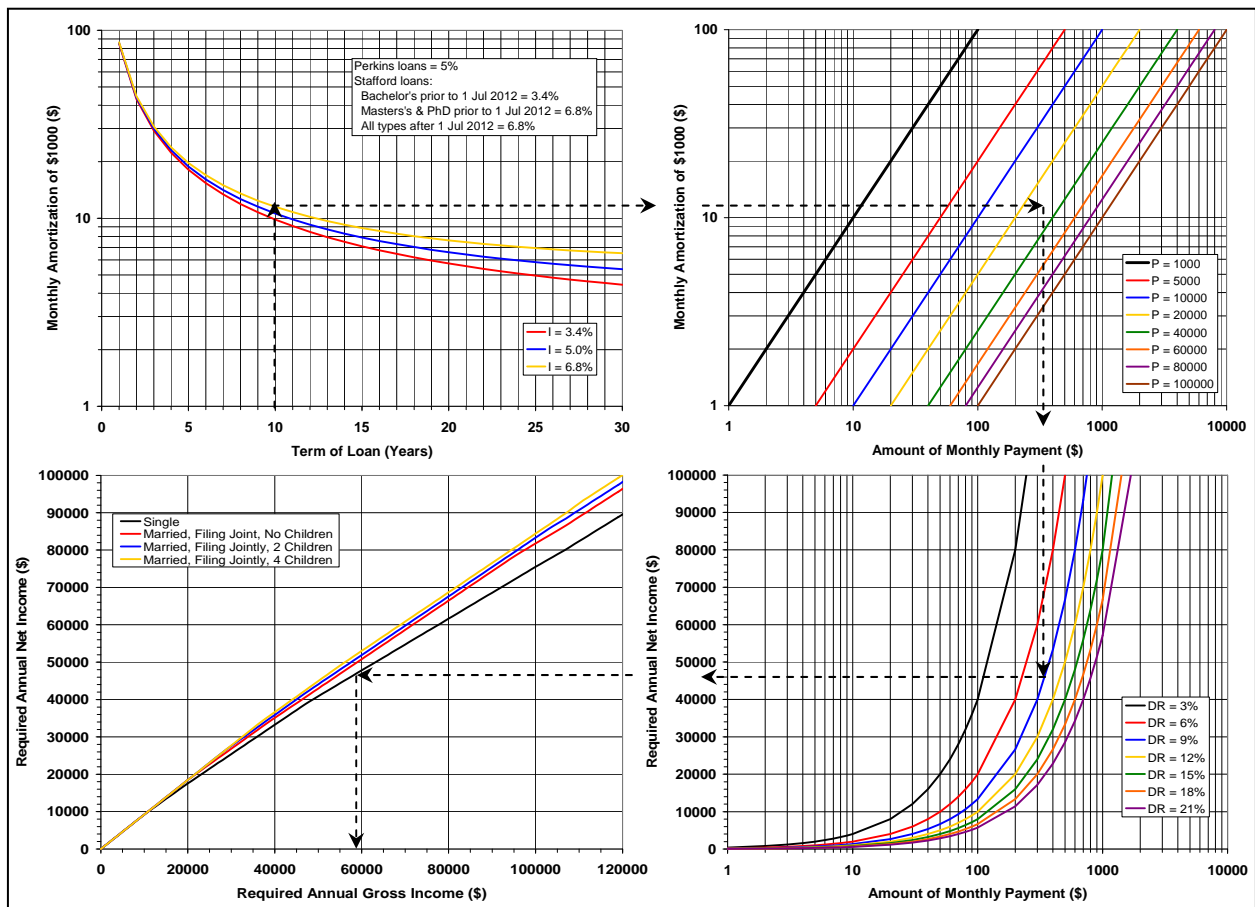 100
10
1
Monthly Amortization of $1000 ($)
Perkins loans = 5%
Stafford loans:
Bachelor's prior to 1 Jul 2012 = 3.4%
Masters's & PhD prior to 1 Jul 2012 = 6.8%
All types after 1 Jul 2012 = 6.8%
I = 3.4%
I = 5.0%
I = 6.8%
0 5 10 15 20 25 30
Term of Loan (Years)
100
10
1
Monthly Amortization of $1000 ($)
P = 1000
P = 5000
P = 10000
P = 20000
P = 40000
P = 60000
P = 80000
P = 100000
1 10 100 1000 10000
Amount of Monthly Payment ($)
100000
90000
80000
70000
60000
50000
40000
30000
20000
10000
0
Required Annual Net Income ($)
Single
Married, Filing Joint, No Children
Married, Filing Jointly, 2 Children
Married, Filing Jointly, 4 Children
0 20000 40000 60000 80000 100000 120000
Required Annual Gross Income ($)
100000
90000
80000
70000
60000
50000
40000
30000
20000
10000
0
Required Annual Net Income ($)
DR = 3%
DR = 6%
DR = 9%
DR = 12%
DR = 15%
DR = 18%
DR = 21%
1 10 100 1000 10000
Amount of Monthly Payment ($)